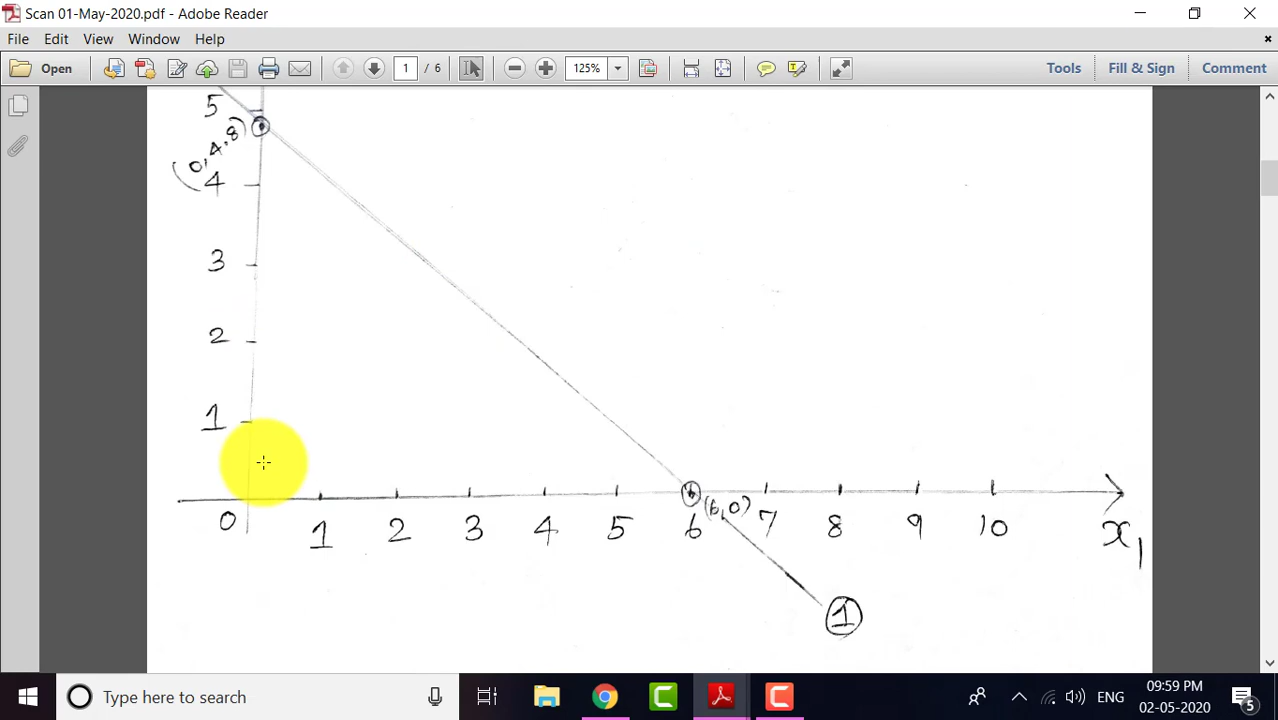 Scan 01-May-2020.pdf - Adobe Reader
File Edit View Window Help
Open 1 / 6 125% Tools Fill & Sign Comment
5
(0,4.8)
4
3
2
1
0 1 2 3 4 5 6 (6,0) 7 8 9 10 x₁
1
Type here to search
ENG
09:59 PM
02-05-2020
5